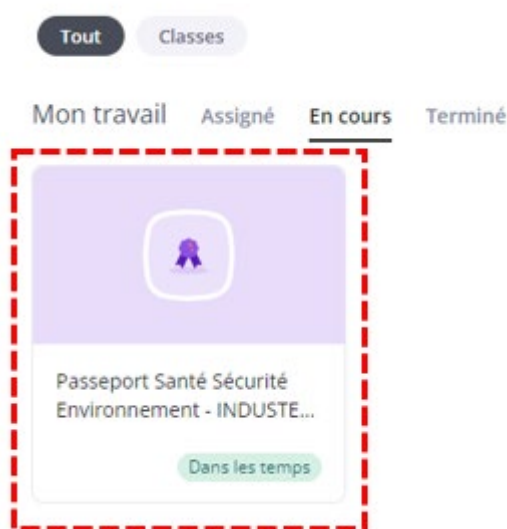 Tout Classes
Mon travail Assigné En cours Terminé
Passeport Santé Sécurité
Environnement - INDUSTE...
Dans les temps